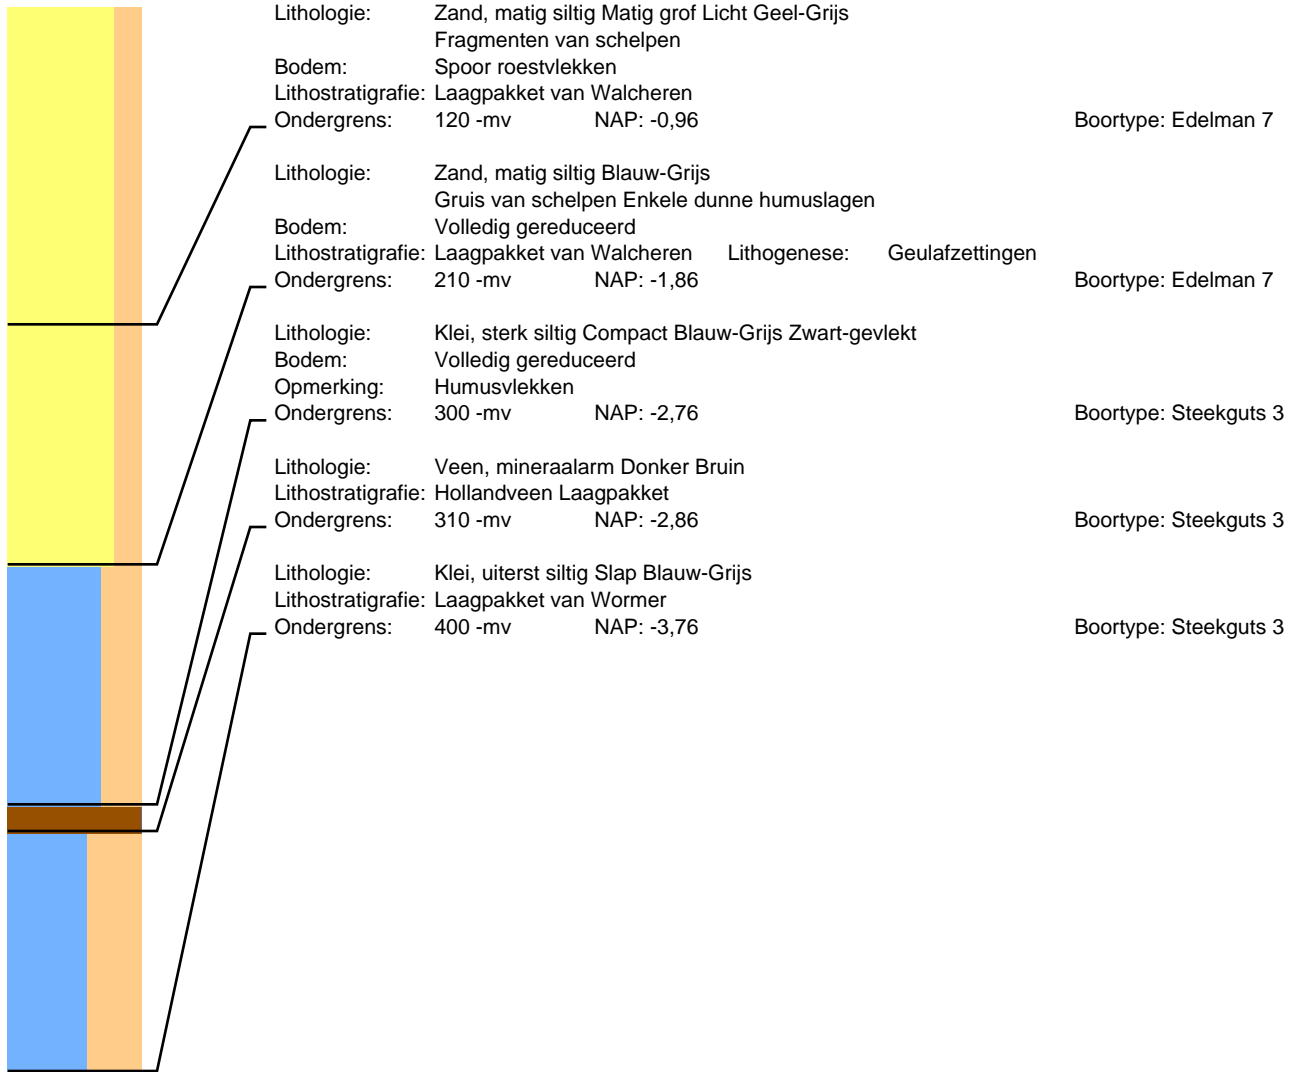 Lithologie: Zand, matig siltig Matig grof Licht Geel-Grijs
Fragmenten van schelpen
Bodem: Spoor roestvlekken
Lithostratigrafie: Laagpakket van Walcheren
Ondergrens: 120 -mv NAP: -0,96 Boortype: Edelman 7
Lithologie: Zand, matig siltig Blauw-Grijs
Gruis van schelpen Enkele dunne humuslagen
Bodem: Volledig gereduceerd
Lithostratigrafie: Laagpakket van Walcheren Lithogenese: Geulafzettingen
Ondergrens: 210 -mv NAP: -1,86 Boortype: Edelman 7
Lithologie: Klei, sterk siltig Compact Blauw-Grijs Zwart-gevlekt
Bodem: Volledig gereduceerd
Opmerking: Humusvlekken
Ondergrens: 300 -mv NAP: -2,76 Boortype: Steekguts 3
Lithologie: Veen, mineraalarm Donker Bruin
Lithostratigrafie: Hollandveen Laagpakket
Ondergrens: 310 -mv NAP: -2,86 Boortype: Steekguts 3
Lithologie: Klei, uiterst siltig Slap Blauw-Grijs
Lithostratigrafie: Laagpakket van Wormer
Ondergrens: 400 -mv NAP: -3,76 Boortype: Steekguts 3